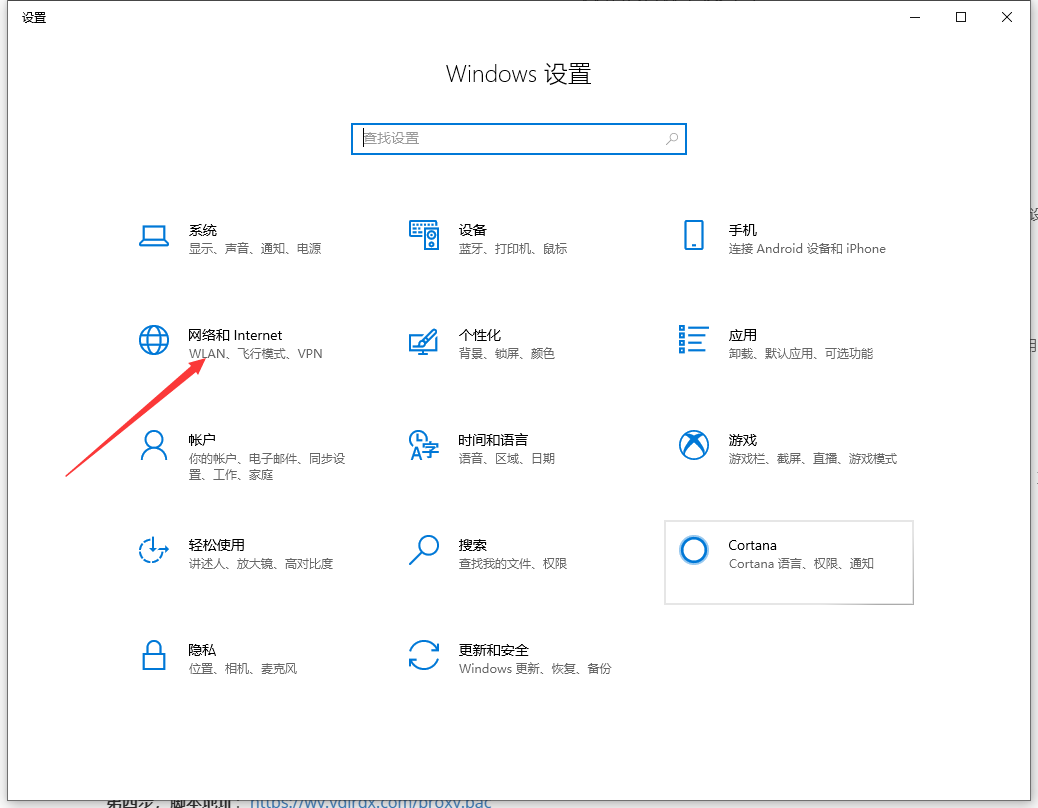 设置
Windows 设置
查找设置
系统
显示、声音、通知、电源
设备
蓝牙、打印机、鼠标
手机
连接 Android 设备和 iPhone
网络和 Internet
WLAN、飞行模式、VPN
个性化
背景、锁屏、颜色
应用
卸载、默认应用、可选功能
帐户
你的帐户、电子邮件、同步设
置、工作、家庭
时间和语言
语音、区域、日期
游戏
游戏栏、截屏、直播、游戏模式
轻松使用
讲述人、放大镜、高对比度
搜索
查找我的文件、权限
Cortana
Cortana 语言、权限、通知
隐私
位置、相机、麦克风
更新和安全
Windows 更新、恢复、备份